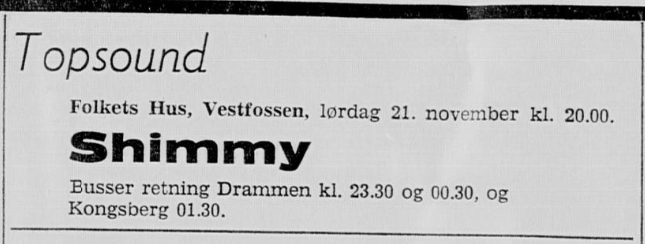 Topsound
Folkets Hus, Vestfossen, lørdag 21. november kl. 20.00.
Shimmy
Busser retning Drammen kl. 23.30 og 00.30, og
Kongsberg 01.30.